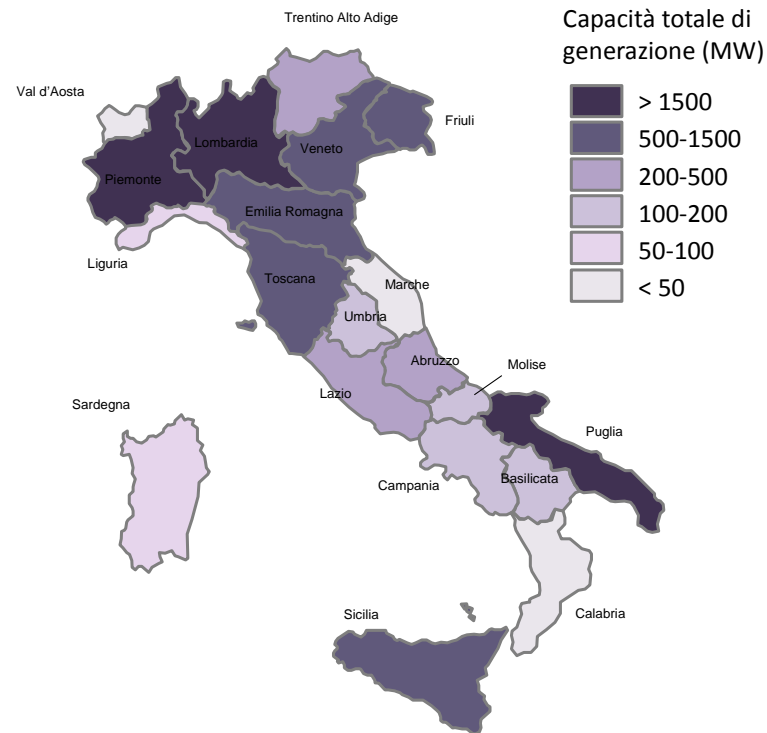 Trentino Alto Adige
Capacità totale di
generazione (MW)
Val d'Aosta
> 1500
Friuli
500-1500
Lombardia
Veneto
200-500
Piemonte
100-200
Emilia Romagna
50-100
Liguria
Toscana
Marche
< 50
Umbria
Abruzzo
Molise
Lazio
Sardegna
Puglia
Campania
Basilicata
Sicilia
Calabria